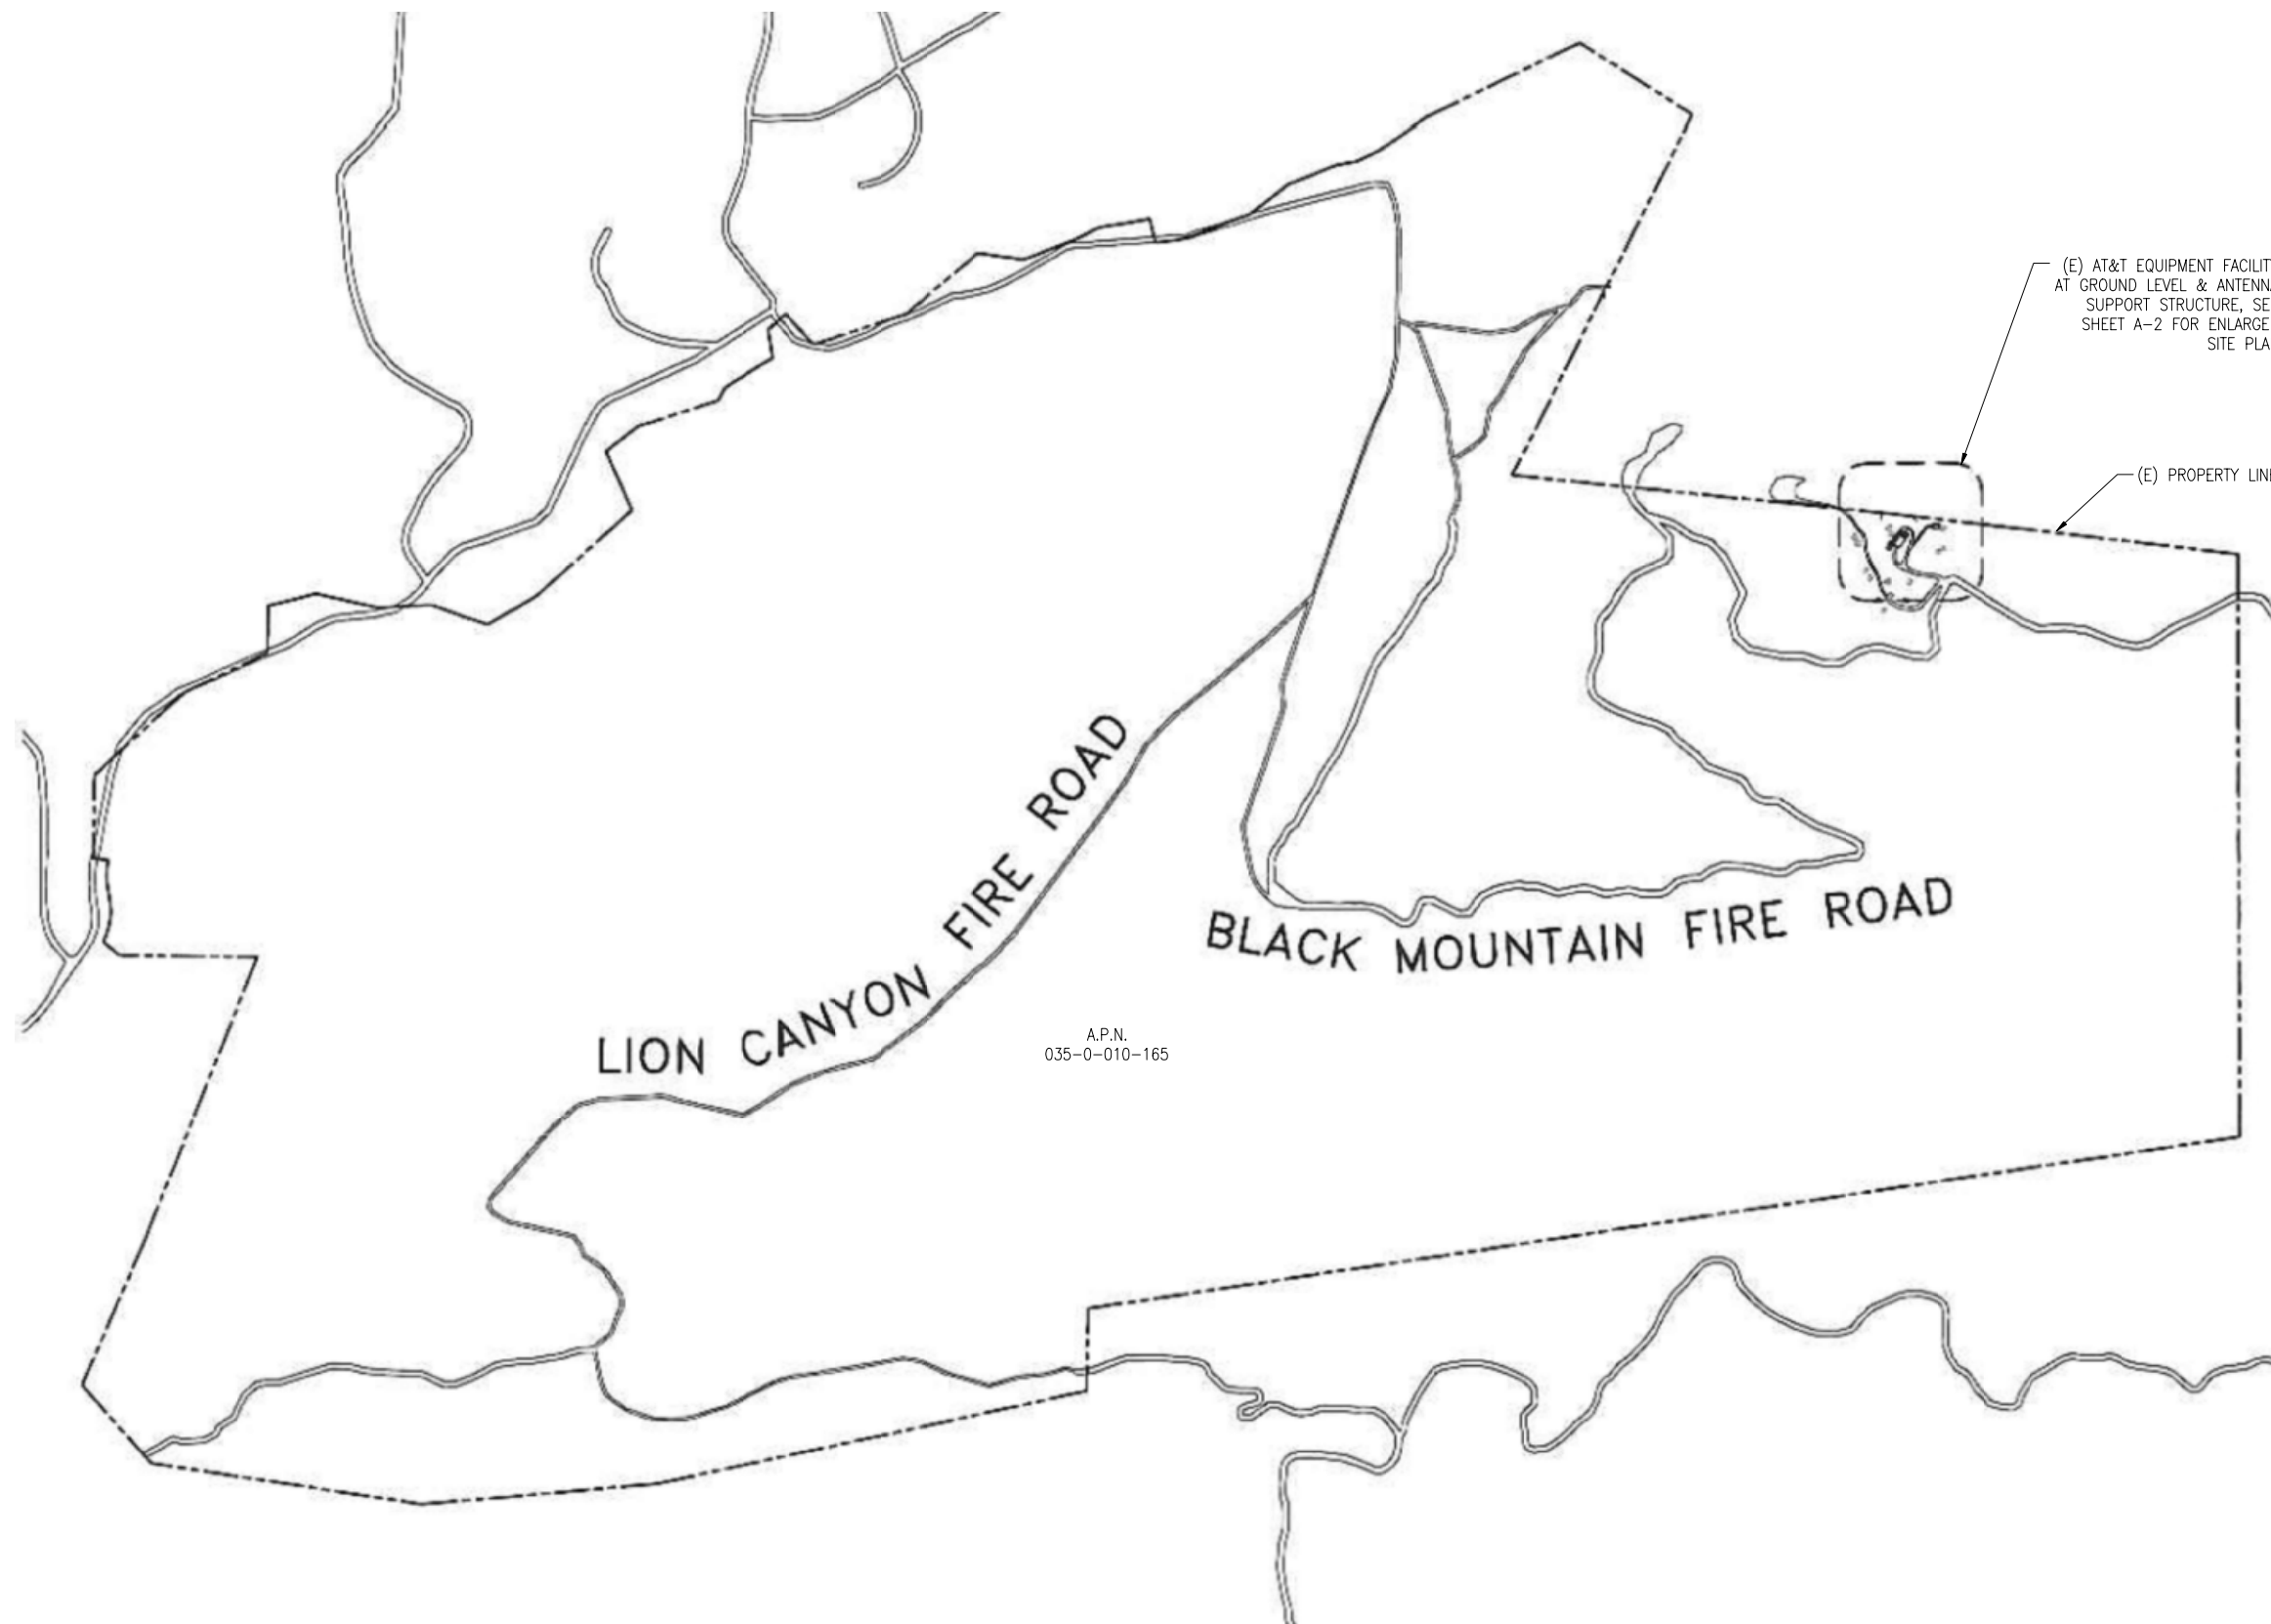 (E) AT&T EQUIPMENT FACILIT
AT GROUND LEVEL & ANTENN
SUPPORT STRUCTURE, SE
SHEET A-2 FOR ENLARGE
SITE PLA
(E) PROPERTY LIN
LION CANYON FIRE ROAD
BLACK MOUNTAIN FIRE ROAD
A.P.N.
035-0-010-165